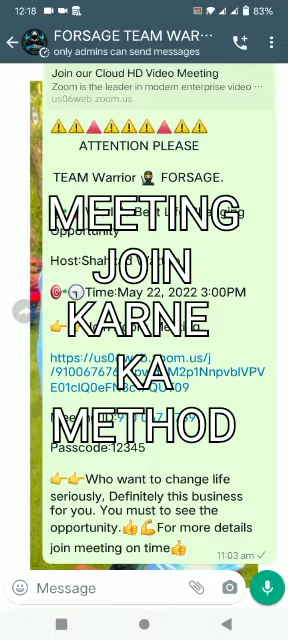 12:18
83%
FORSAGE TEAM WAR...
only admins can send messages
Join our Cloud HD Video Meeting
Zoom is the leader in modern enterprise video ...
us06web.zoom.us
ATTENTION PLEASE
TEAM Warrior 🥷 FORSAGE.
MEETING
opportunity
JOIN
🎯🕣Time:May 22, 2022 3:00PM
KARNE
https://us06web.zoom.us/j
KA
METHOD
Passcode:12345
👉👉Who want to change life
seriously, Definitely this business
for you. You must to see the
opportunity.👍💪For more details
join meeting on time👍
11:03 am
Message